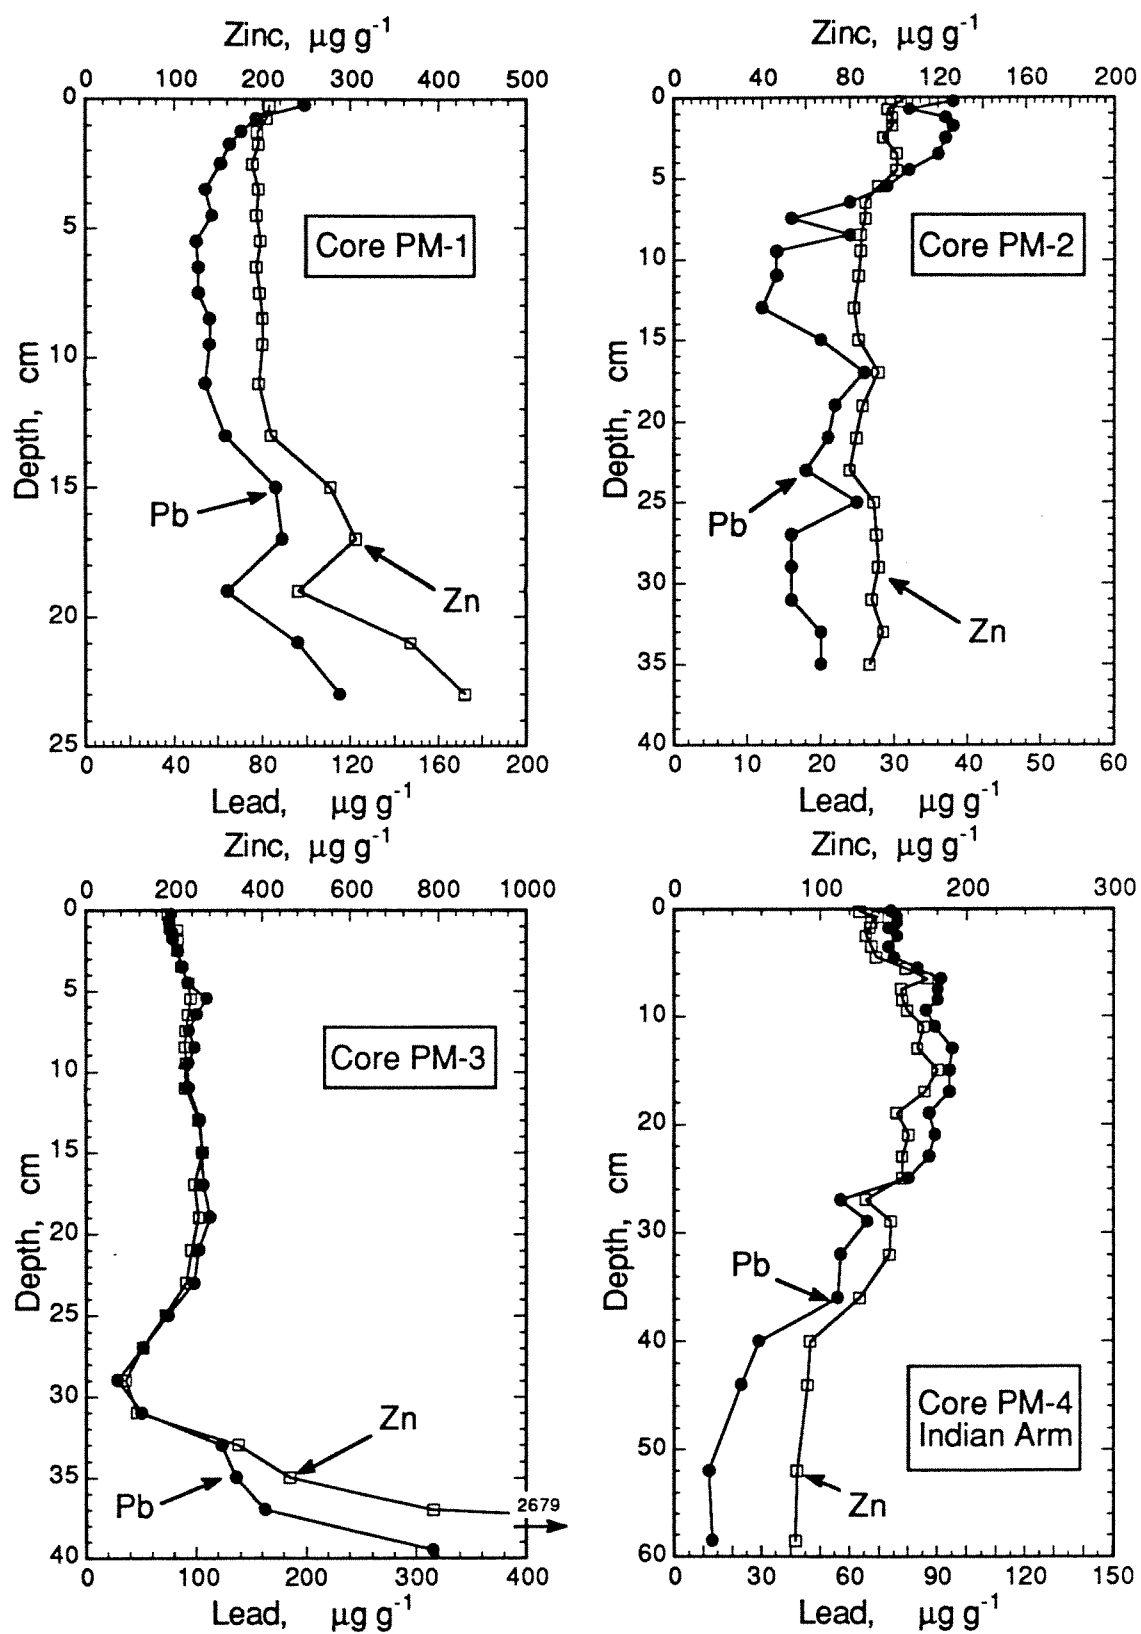 Zinc, μg g-1
0 100 200 300 400 500
0
5
10
15
20
25
Depth, cm
Core PM-1
Pb
Zn
0 40 80 120 160 200
Lead, μg g-1
Zinc, μg g-1
0 40 80 120 160 200
0
5
10
15
20
25
30
35
40
Depth, cm
Core PM-2
Pb
Zn
0 10 20 30 40 50 60
Lead, μg g-1
Zinc, μg g-1
0 200 400 600 800 1000
0
5
10
15
20
25
30
35
40
Depth, cm
Core PM-3
Zn
Pb
2679
0 100 200 300 400
Lead, μg g-1
Zinc, μg g-1
0 100 200 300
0
10
20
30
40
50
60
Depth, cm
Pb
Core PM-4
Indian Arm
Zn
0 30 60 90 120 150
Lead, μg g-1